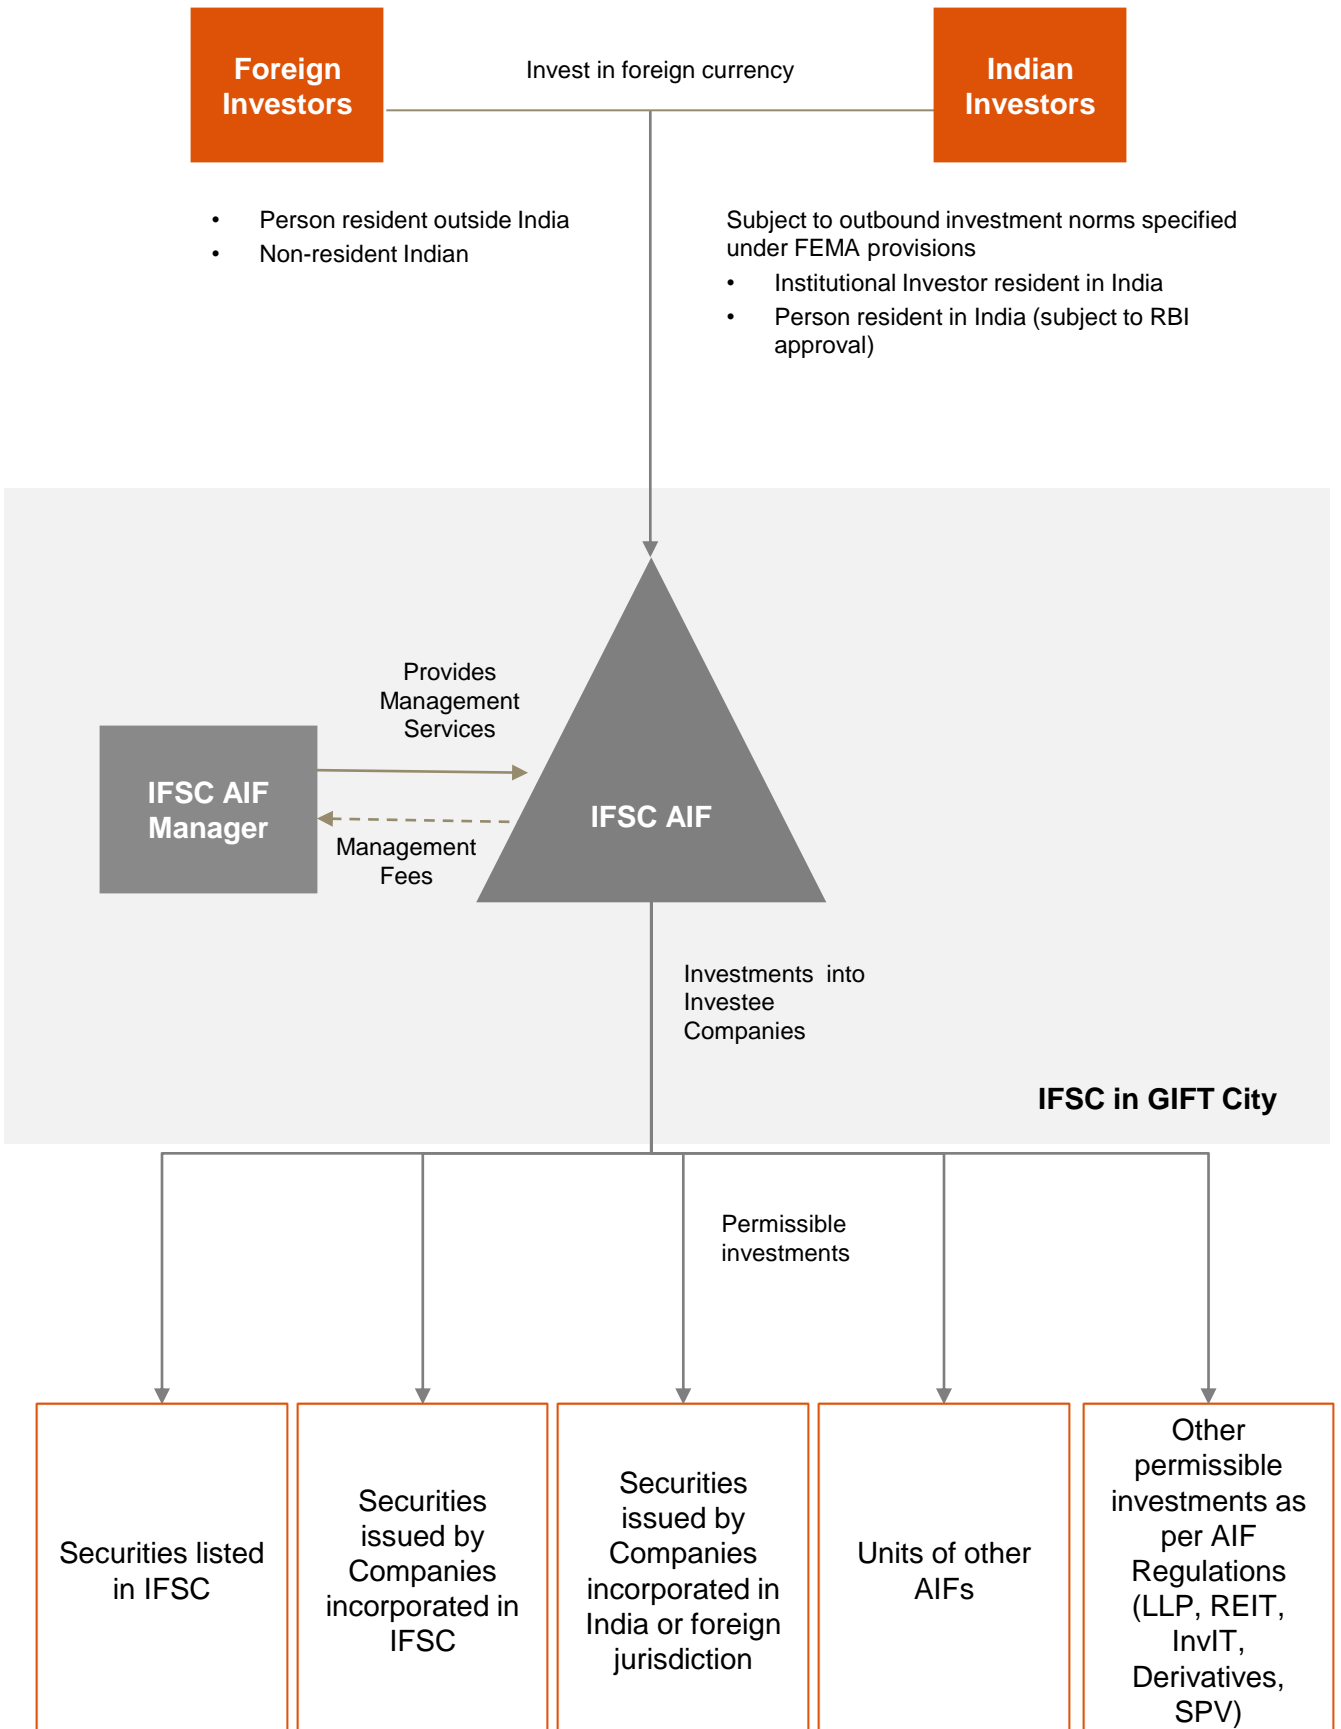 Foreign
Investors
Invest in foreign currency
Indian
Investors
• Person resident outside India
• Non-resident Indian
Subject to outbound investment norms specified
under FEMA provisions
• Institutional Investor resident in India
• Person resident in India (subject to RBI
approval)
Provides
Management
Services
IFSC AIF
Manager
IFSC AIF
Management
Fees
Investments into
Investee
Companies
IFSC in GIFT City
Permissible
investments
Securities listed
in IFSC
Securities
issued by
Companies
incorporated in
IFSC
Securities
issued by
Companies
incorporated in
India or foreign
jurisdiction
Units of other
AIFs
Other
permissible
investments as
per AIF
Regulations
(LLP, REIT,
InvIT,
Derivatives,
SPV)